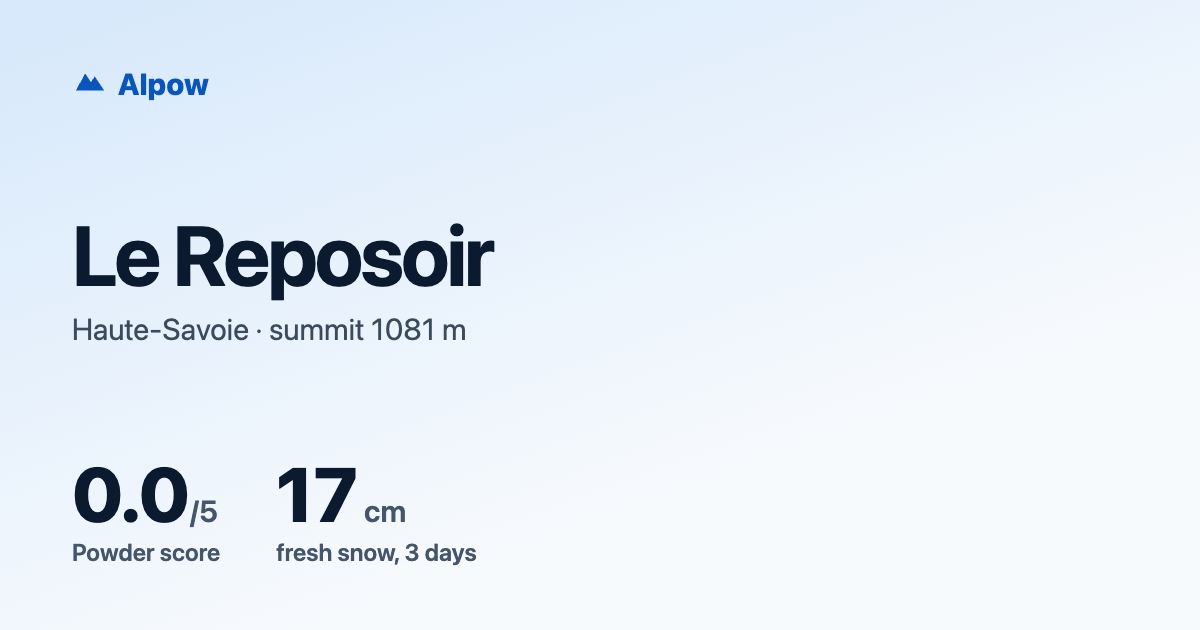 Alpow
Le Reposoir
Haute-Savoie · summit 1081 m
0.0/5 17 cm
Powder score fresh snow, 3 days